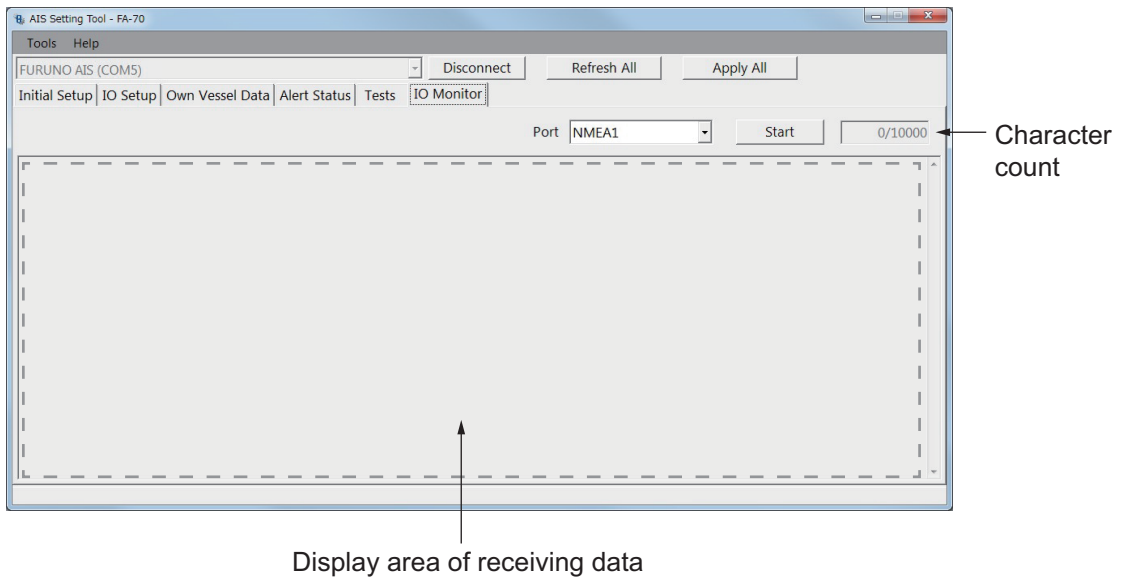 AIS Setting Tool - FA-70
Tools Help
FURUNO AIS (COM5) Disconnect Refresh All Apply All
Initial Setup IO Setup Own Vessel Data Alert Status Tests IO Monitor
Port NMEA1 Start 0/10000
Character
count
Display area of receiving data